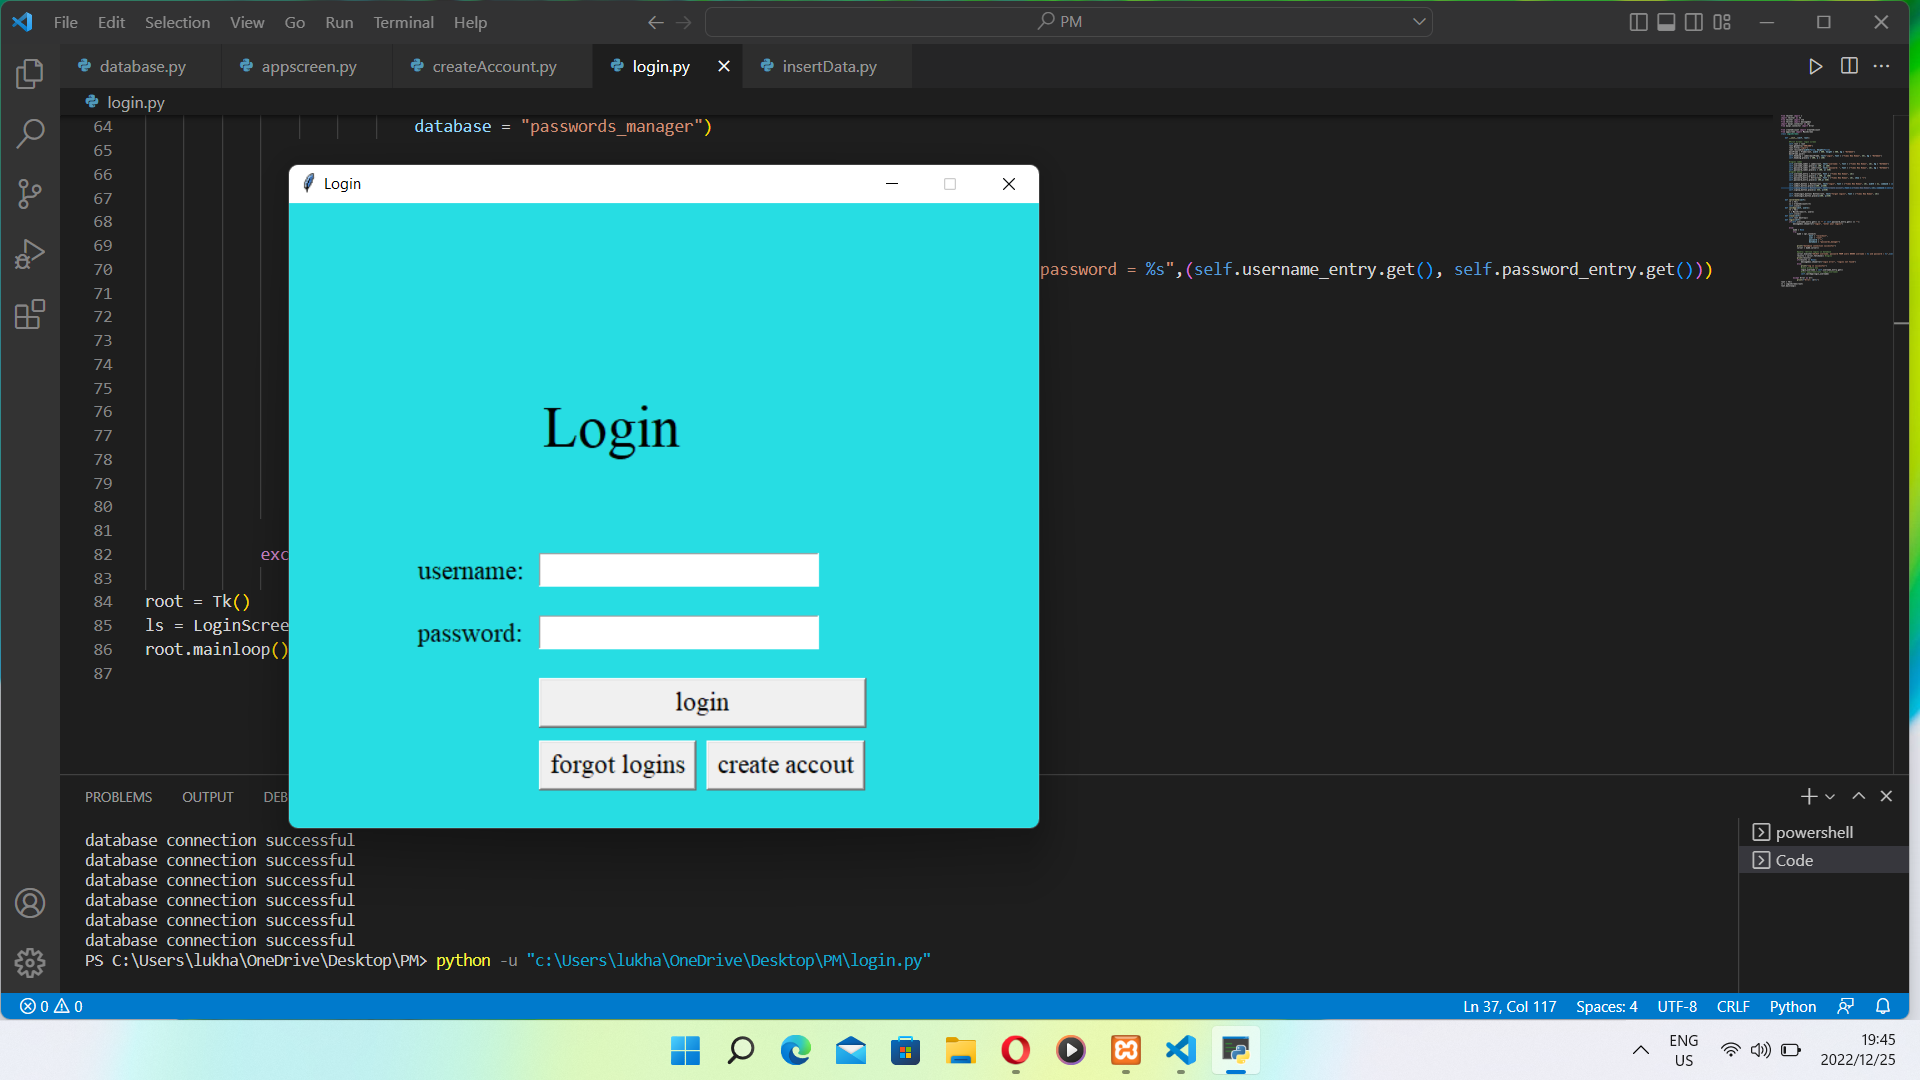 File Edit Selection View Go Run Terminal Help
PM
database.py appscreen.py createAccount.py login.py insertData.py
login.py
64 database = "passwords_manager")
65
66
67
68
69
70 password = %s",(self.username_entry.get(), self.password_entry.get()))
71
72
73
74
75
76
77
78
79
80
81
82 exc
83
84 root = Tk()
85 ls = LoginScree
86 root.mainloop()
87
Login
Login
username:
password:
login
forgot logins create accout
PROBLEMS OUTPUT DEB
powershell
Code
database connection successful
database connection successful
database connection successful
database connection successful
database connection successful
database connection successful
PS C:\Users\lukha\OneDrive\Desktop\PM> python -u "c:\Users\lukha\OneDrive\Desktop\PM\login.py"
0 0 Ln 37, Col 117 Spaces: 4 UTF-8 CRLF Python
ENG
US
19:45
2022/12/25